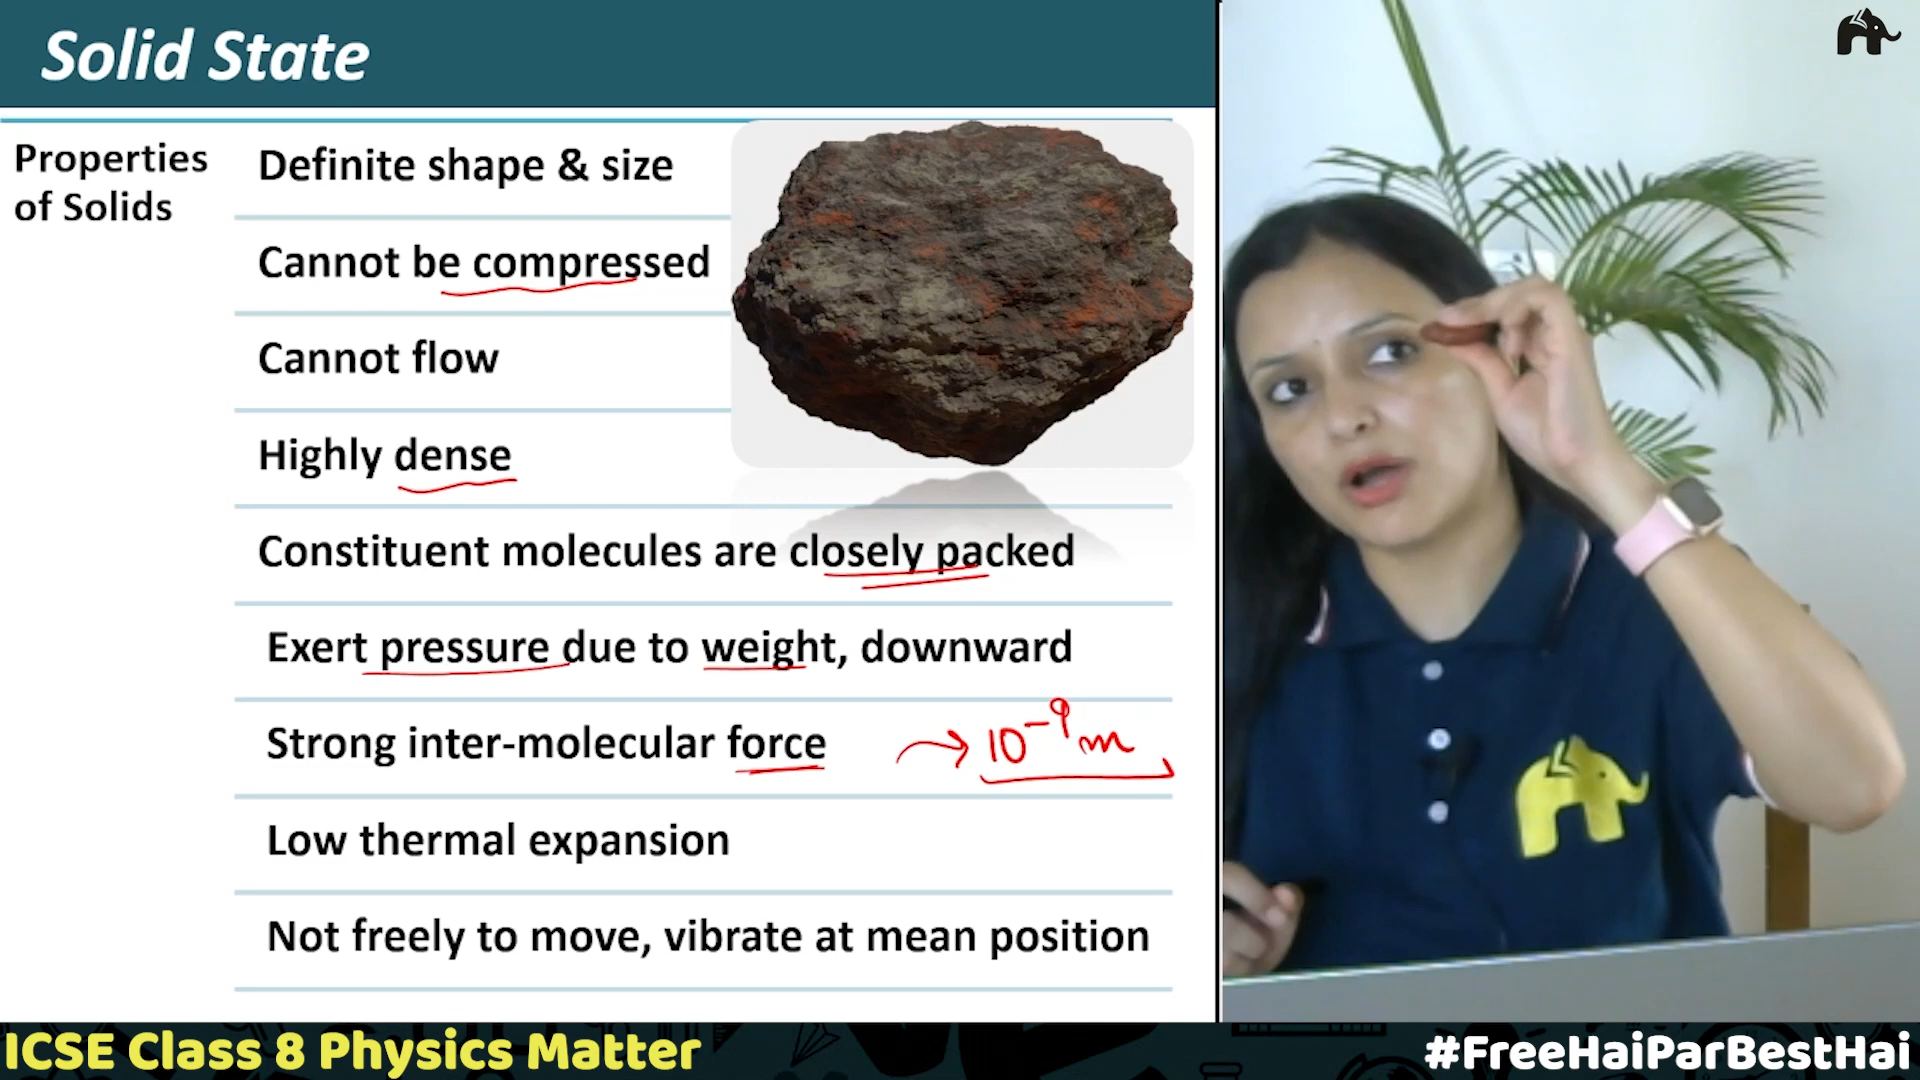 Solid State
Properties
of Solids
Definite shape & size
Cannot be compressed
Cannot flow
Highly dense
Constituent molecules are closely packed
Exert pressure due to weight, downward
Strong inter-molecular force → 10⁻⁹ m
Low thermal expansion
Not freely to move, vibrate at mean position
ICSE Class 8 Physics Matter
#FreeHaiParBestHai